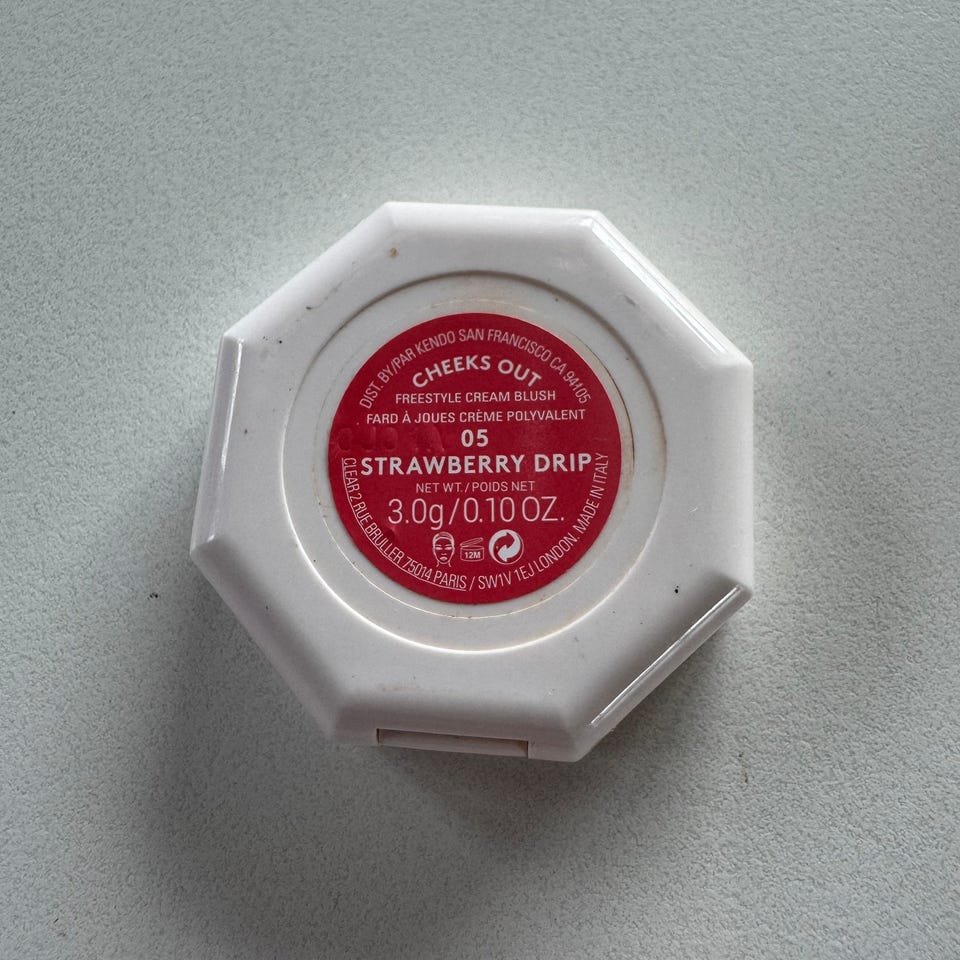 DIST. BY/PAR KENDO SAN FRANCISCO CA 94105
CHEEKS OUT
FREESTYLE CREAM BLUSH
FARD À JOUES CRÈME POLYVALENT
05
STRAWBERRY DRIP
NET WT. / POIDS NET
3.0g/0.10 OZ.
12M
CLEAR 2 RUE BRULLER 75014 PARIS / SW1V 1EJ LONDON. MADE IN ITALY